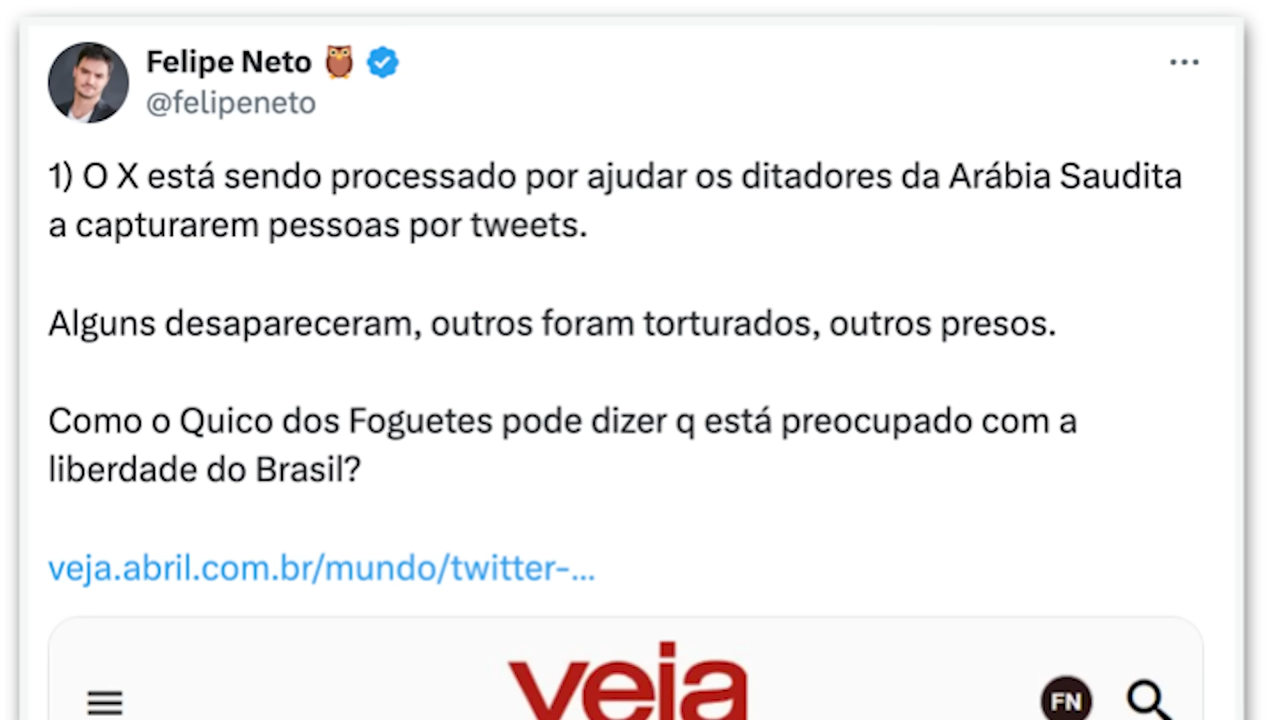 Felipe Neto
@felipeneto
1) O X está sendo processado por ajudar os ditadores da Arábia Saudita
a capturarem pessoas por tweets.
Alguns desapareceram, outros foram torturados, outros presos.
Como o Quico dos Foguetes pode dizer q está preocupado com a
liberdade do Brasil?
veja.abril.com.br/mundo/twitter-...
veja
FN